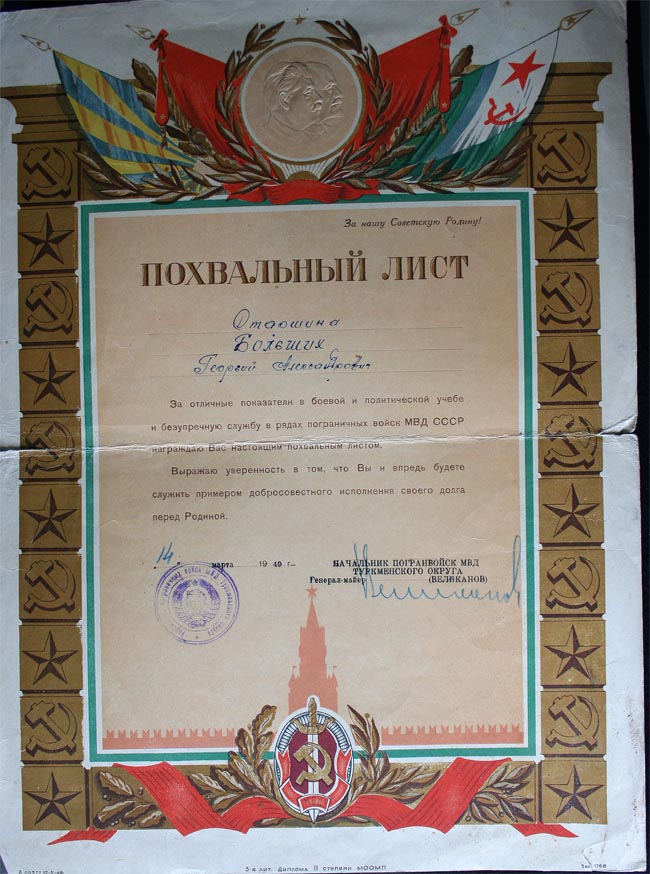 За нашу Советскую Родину!
ПОХВАЛЬНЫЙ ЛИСТ
Старшина
Георгий Александрович
За отличные показатели в боевой и политической учебе
и безупречную службу в рядах пограничных войск МВД СССР
награждаю Вас настоящим похвальным листом.
Выражаю уверенность в том, что Вы и впредь будете
служить примером добросовестного исполнения своего долга
перед Родиной.
14 марта 1949 г.
НАЧАЛЬНИК ПОГРАНВОЙСК МВД
ТУРКМЕНСКОГО ОКРУГА
Генерал-майор (ВЕЛИКАНОВ)
5-я лит. Диплома II степени МООМП